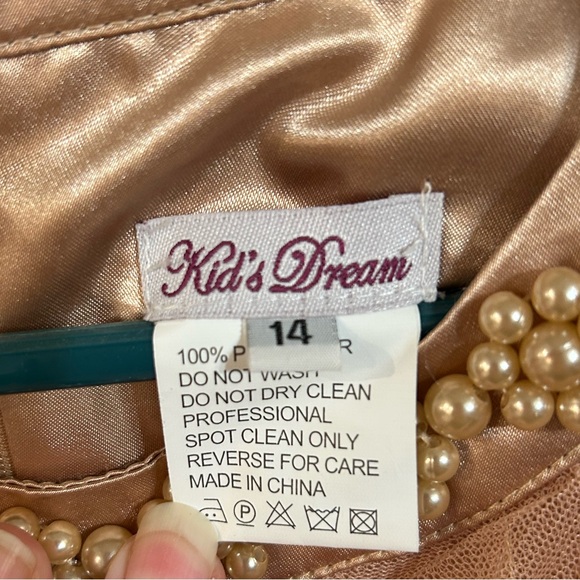 Kid's Dream
14
100% P R
DO NOT WASH
DO NOT DRY CLEAN
PROFESSIONAL
SPOT CLEAN ONLY
REVERSE FOR CARE
MADE IN CHINA